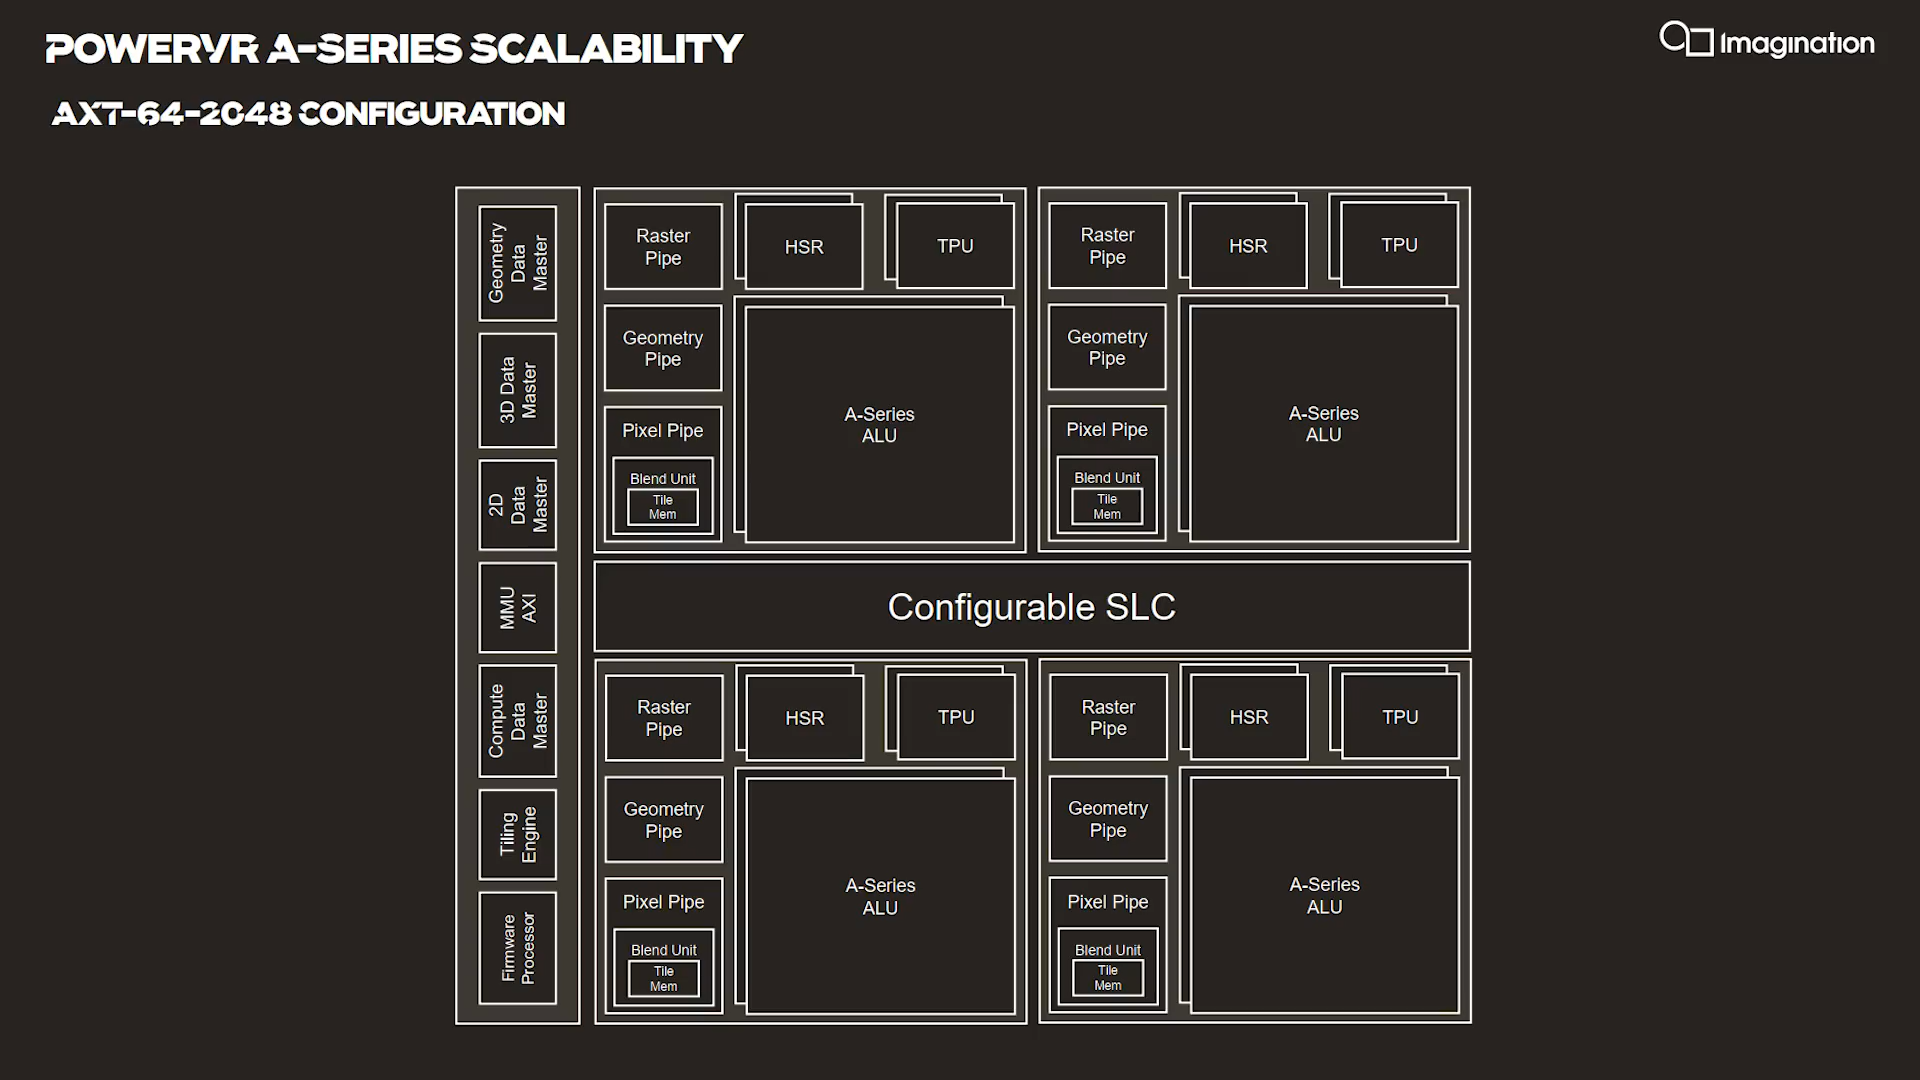 POWERVR A-SERIES SCALABILITY
Imagination
AXT-64-2048 CONFIGURATION
Geometry
Data
Master
3D Data
Master
2D
Data
Master
MMU
AXI
Compute
Data
Master
Tiling
Engine
Firmware
Processor
Raster
Pipe
HSR
TPU
Geometry
Pipe
Pixel Pipe
Blend Unit
Tile
Mem
A-Series
ALU
Raster
Pipe
HSR
TPU
Geometry
Pipe
Pixel Pipe
Blend Unit
Tile
Mem
A-Series
ALU
Configurable SLC
Raster
Pipe
HSR
TPU
Geometry
Pipe
Pixel Pipe
Blend Unit
Tile
Mem
A-Series
ALU
Raster
Pipe
HSR
TPU
Geometry
Pipe
Pixel Pipe
Blend Unit
Tile
Mem
A-Series
ALU